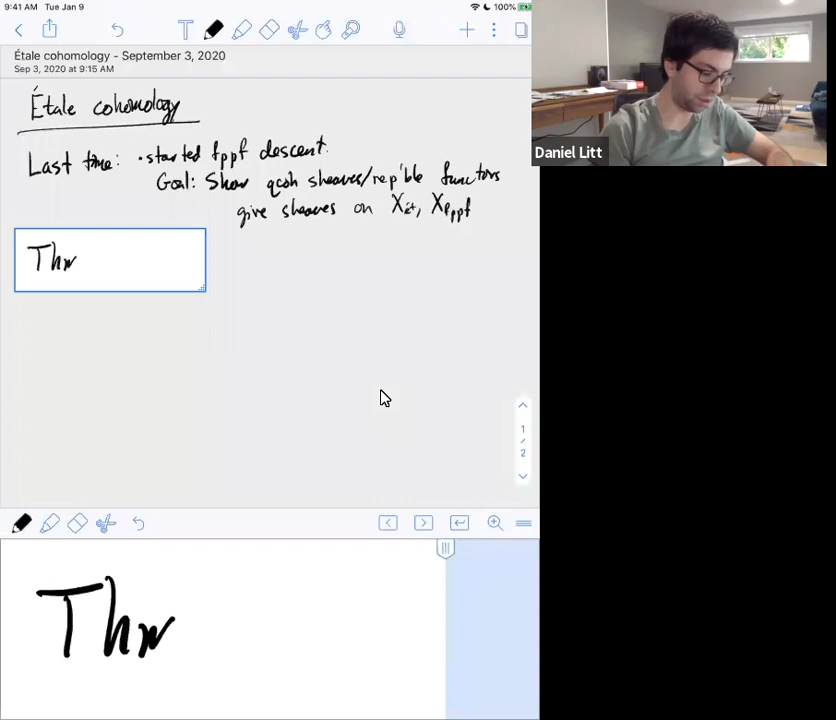 9:41 AM Tue Jan 9
100%
Étale cohomology - September 3, 2020
Sep 3, 2020 at 9:15 AM
Étale cohomology
Last time: • started fppf descent.
Goal: Show qcoh sheaves/rep'ble functors
give sheaves on Xét, Xfppf
Thm
1
/
2
Thm
Daniel Litt